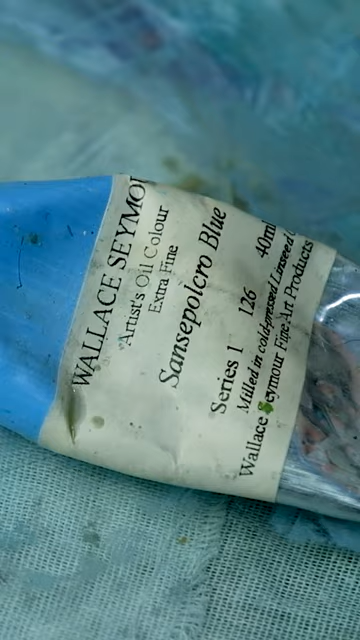 WALLACE SEYMO
Artist's Oil Colour
Extra Fine
Sansepolcro Blue
Series 1 126 40ml
Milled in cold-pressed Linseed
Wallace Seymour Fine Art Products